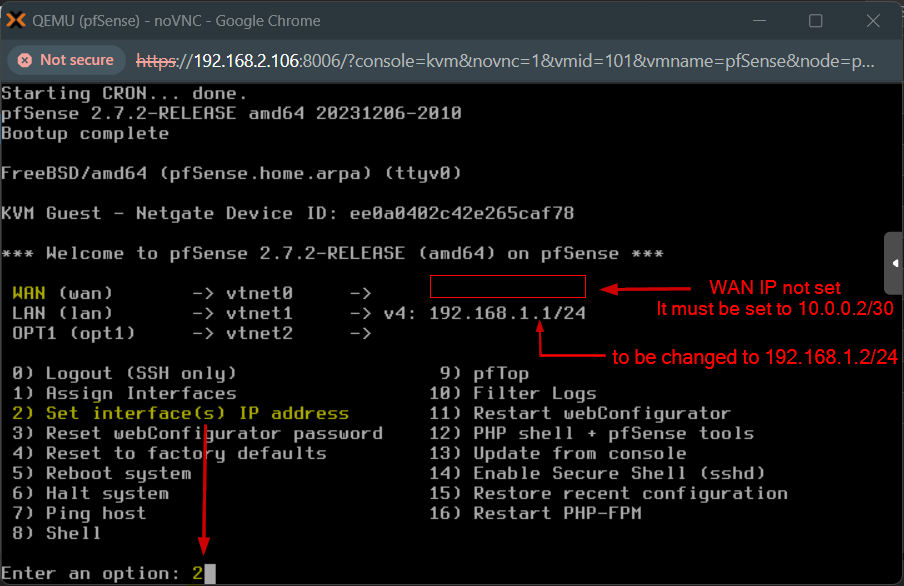 QEMU (pfSense) - noVNC - Google Chrome
Not secure https://192.168.2.106:8006/?console=kvm&novnc=1&vmid=101&vmname=pfSense&node=p...
Starting CRON... done.
pfSense 2.7.2-RELEASE amd64 20231206-2010
Bootup complete
FreeBSD/amd64 (pfSense.home.arpa) (ttyv0)
KVM Guest - Netgate Device ID: ee0a0402c42e265caf78
*** Welcome to pfSense 2.7.2-RELEASE (amd64) on pfSense ***
WAN (wan) -> vtnet0 -> WAN IP not set
LAN (lan) -> vtnet1 -> v4: 192.168.1.1/24 It must be set to 10.0.0.2/30
OPT1 (opt1) -> vtnet2 ->
to be changed to 192.168.1.2/24
0) Logout (SSH only) 9) pfTop
1) Assign Interfaces 10) Filter Logs
2) Set interface(s) IP address 11) Restart webConfigurator
3) Reset webConfigurator password 12) PHP shell + pfSense tools
4) Reset to factory defaults 13) Update from console
5) Reboot system 14) Enable Secure Shell (sshd)
6) Halt system 15) Restore recent configuration
7) Ping host 16) Restart PHP-FPM
8) Shell
Enter an option: 2